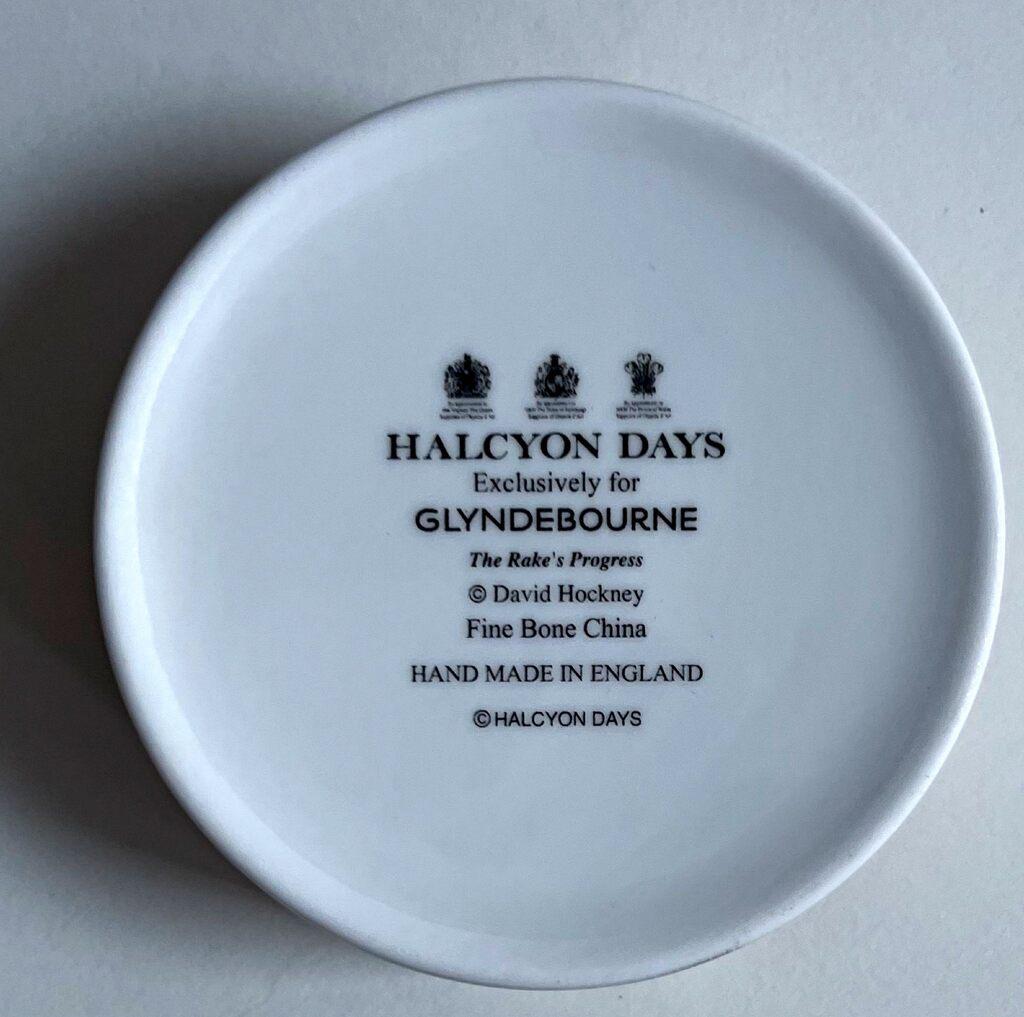 HALCYON DAYS
Exclusively for
GLYNDEBOURNE
The Rake's Progress
© David Hockney
Fine Bone China
HAND MADE IN ENGLAND
© HALCYON DAYS